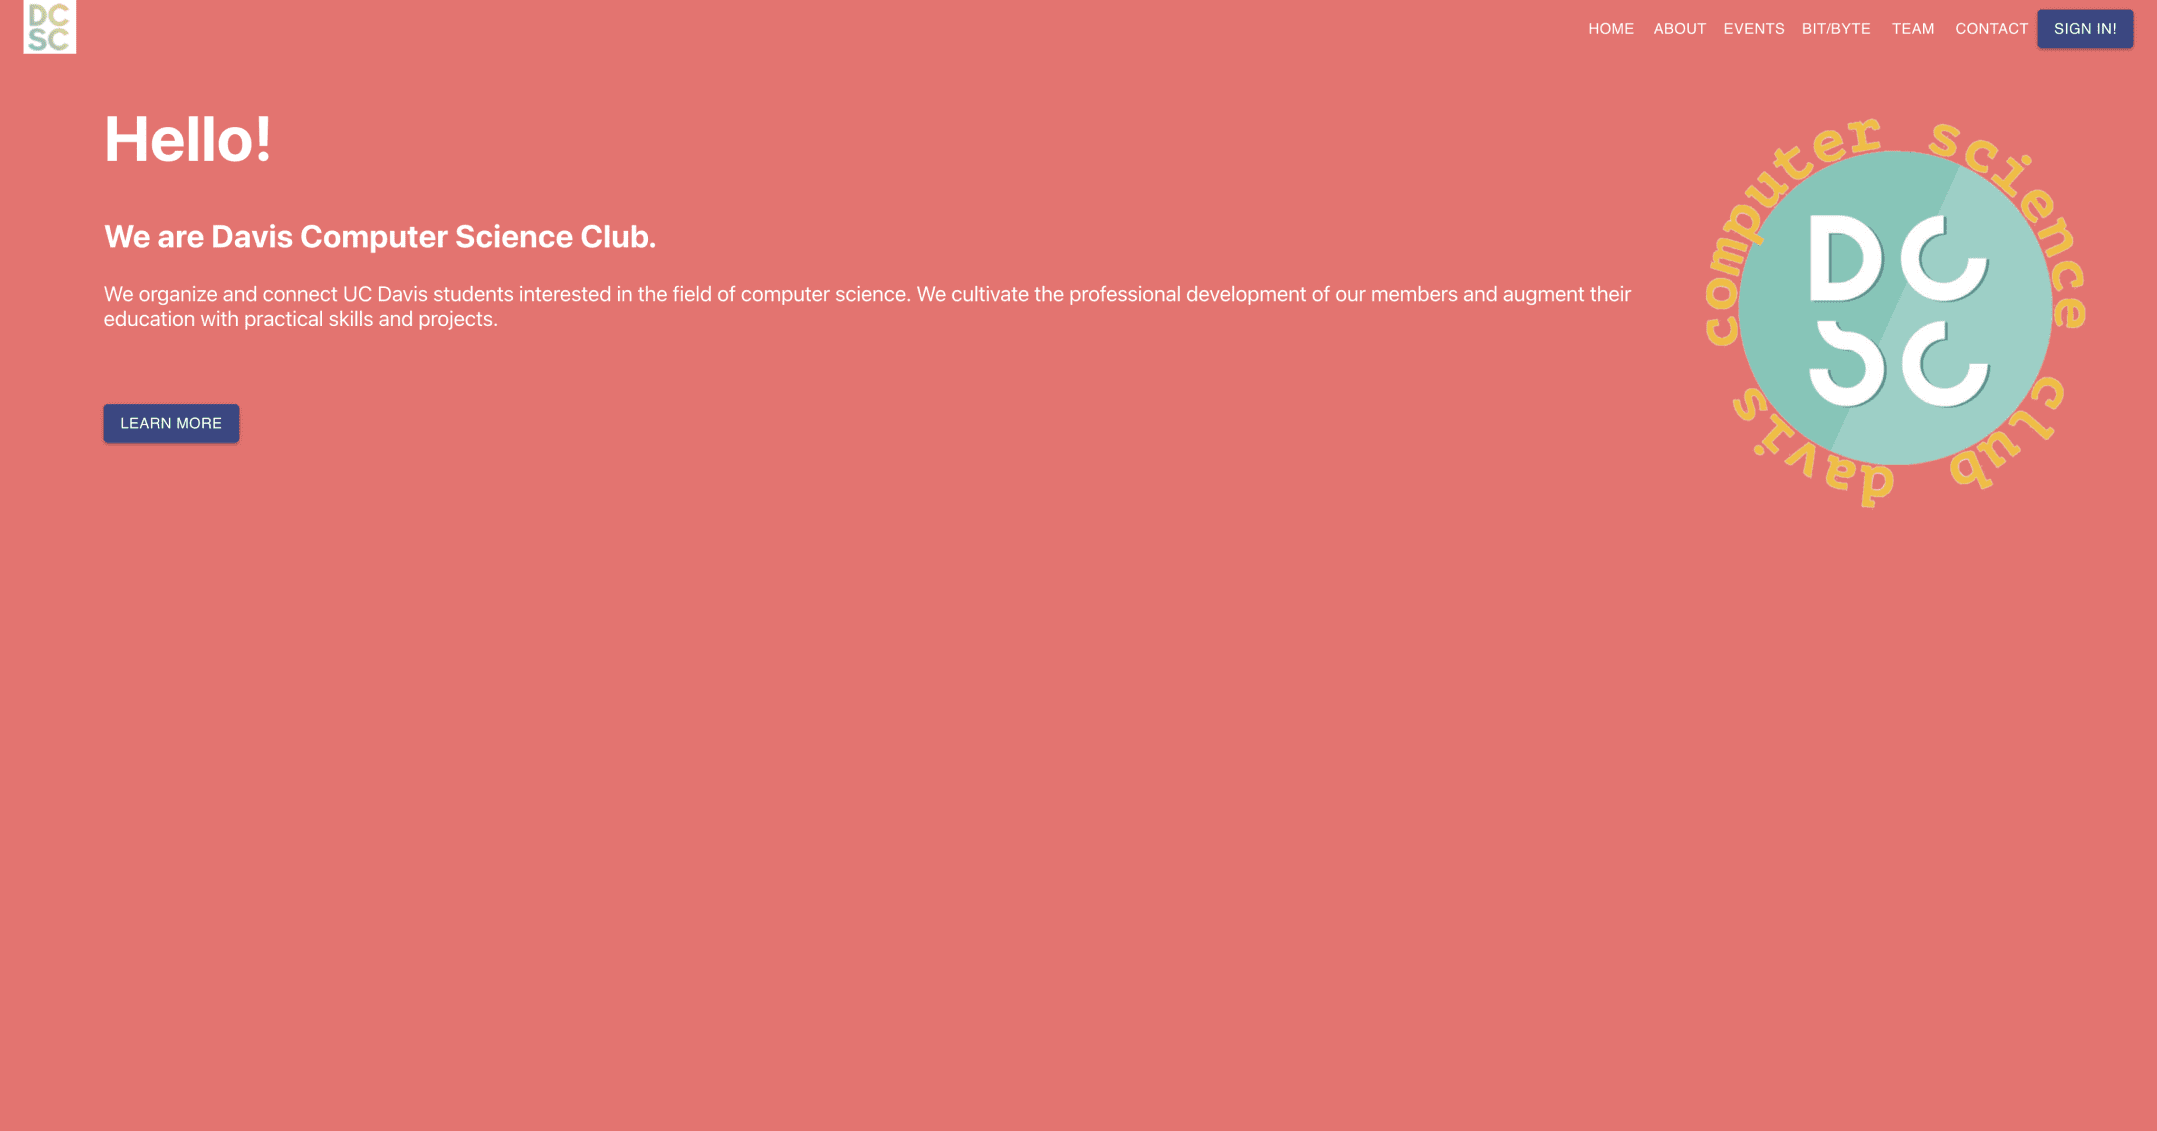 DC
SC
HOME ABOUT EVENTS BIT/BYTE TEAM CONTACT SIGN IN!
Hello!
We are Davis Computer Science Club.
We organize and connect UC Davis students interested in the field of computer science. We cultivate the professional development of our members and augment their
education with practical skills and projects.
LEARN MORE
computer science club davis
DC
SC